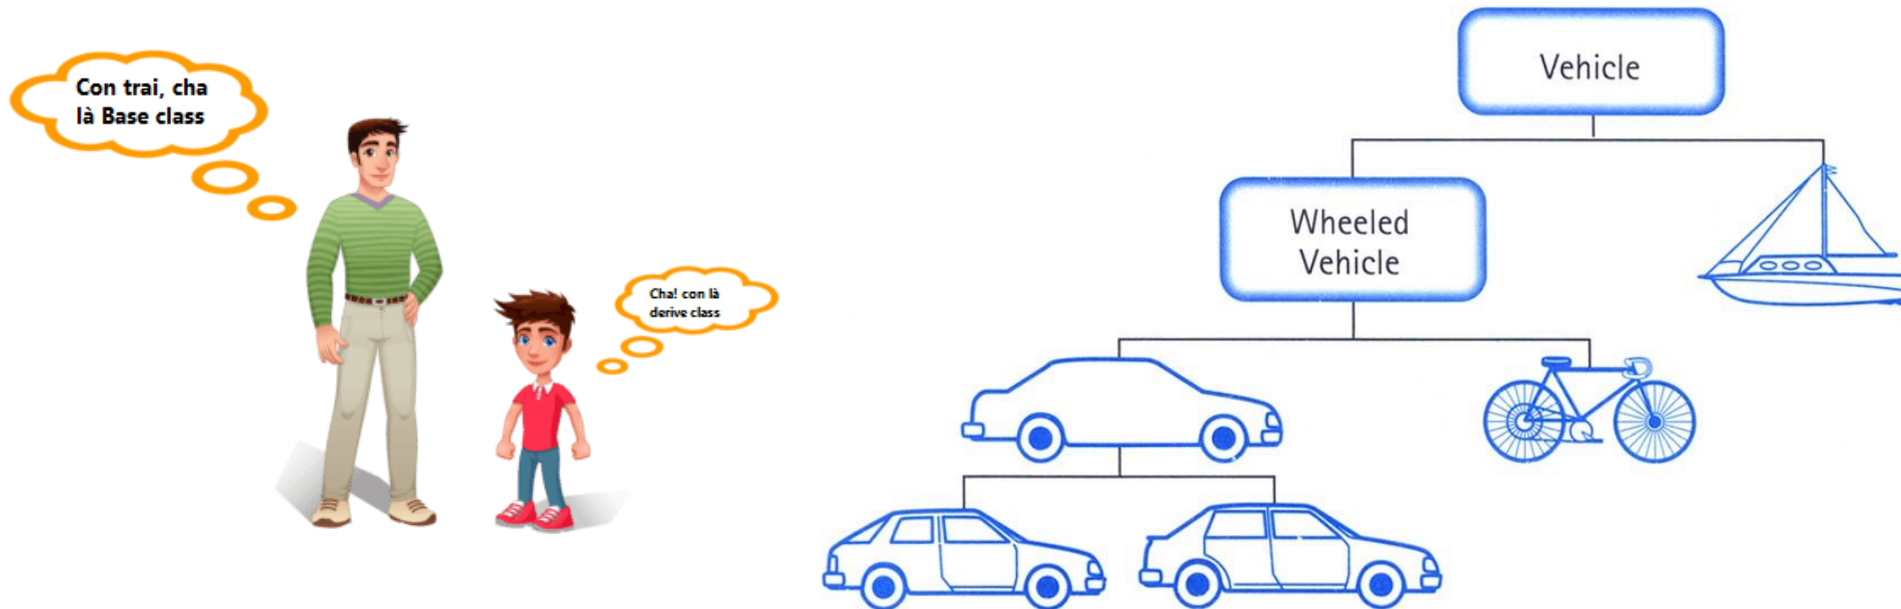 Con trai, cha
là Base class
Cha! con là
derive class
Vehicle
Wheeled
Vehicle